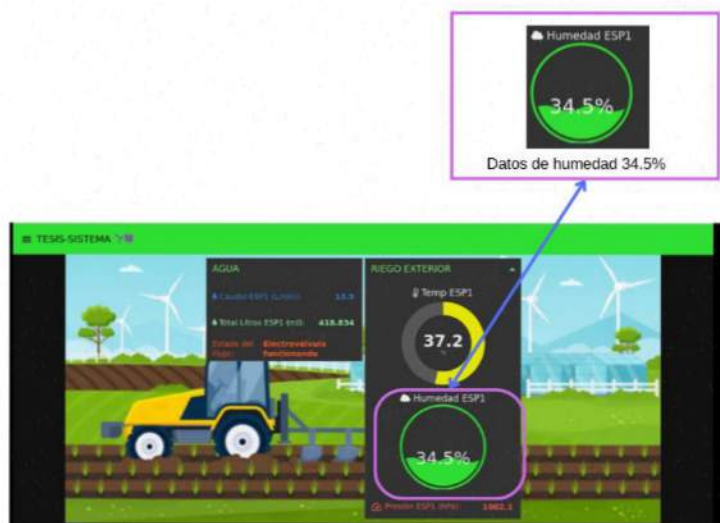 Humedad ESP1
34.5%
Datos de humedad 34.5%
TESIS-SISTEMA
AGUA
Caudal ESP1 (L/min):
Total Litros ESP1 (ml): 418.834
Estado del Flujo: Electroválvula
funcionando
RIEGO EXTERIOR
Temp ESP1
37.2
Humedad ESP1
34.5%
Presión ESP1 (hPa): 1002.1